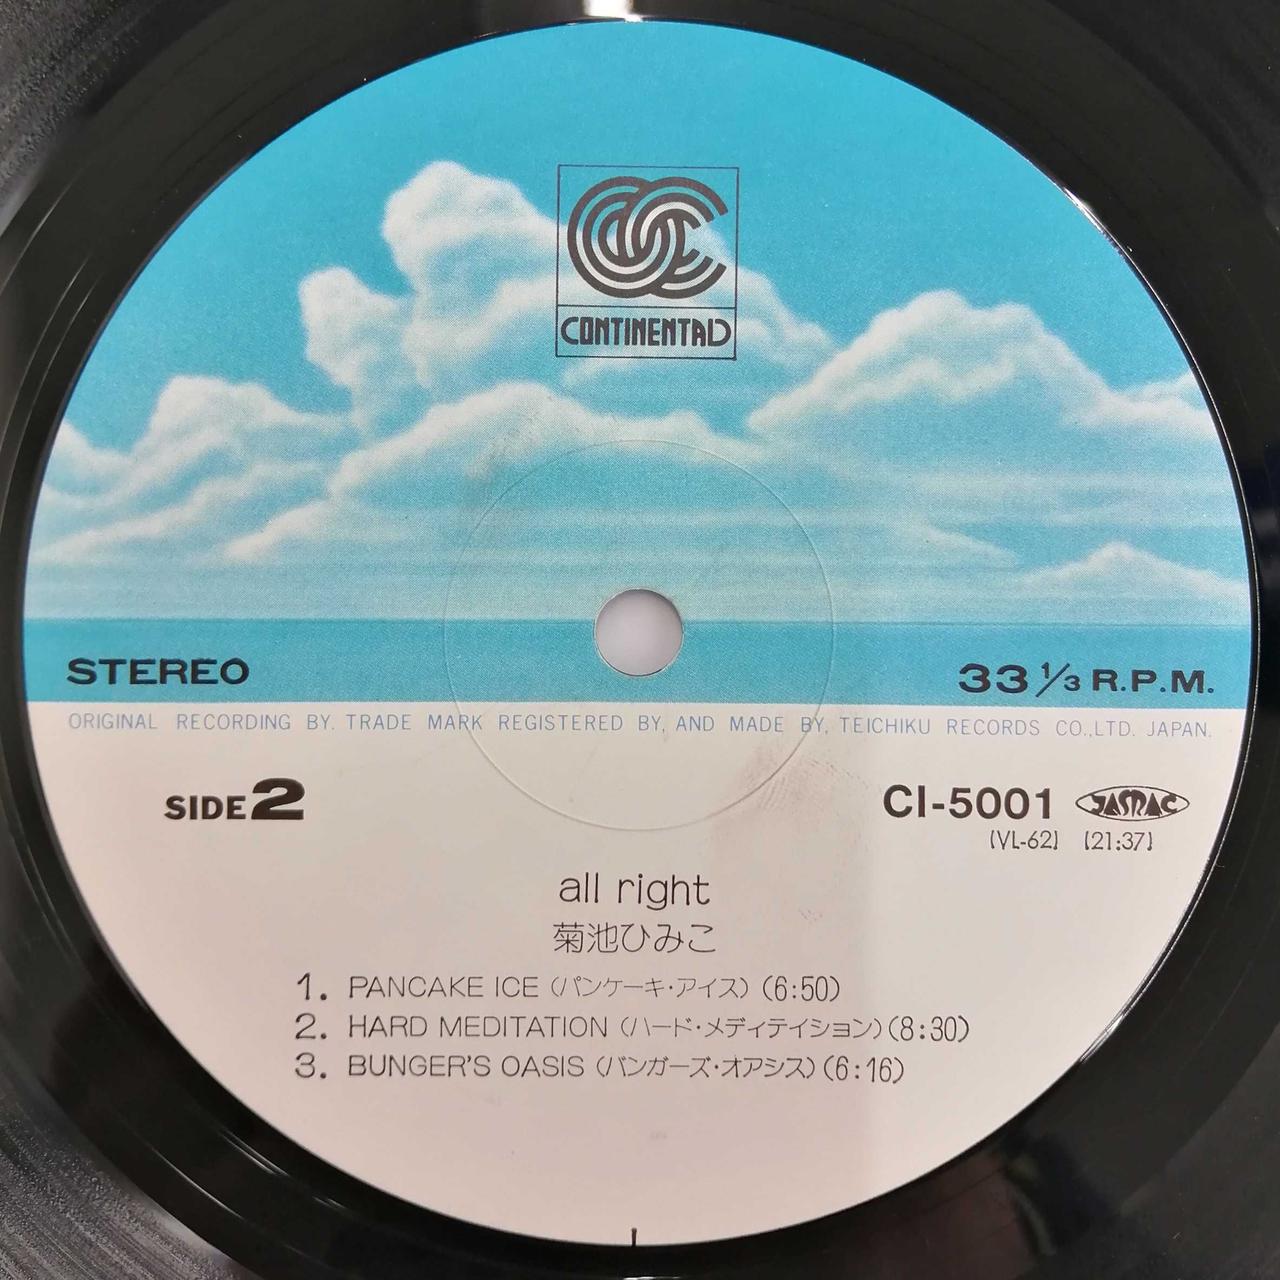 CONTINENTAL
STEREO
33 1/3 R.P.M.
ORIGINAL RECORDING BY. TRADE MARK REGISTERED BY, AND MADE BY, TEICHIKU RECORDS CO.,LTD. JAPAN.
SIDE 2
CI-5001 JASRAC
(VL-62) (21:37)
all right
菊池ひみこ
1. PANCAKE ICE (パンケーキ・アイス) (6:50)
2. HARD MEDITATION (ハード・メディテイション) (8:30)
3. BUNGER'S OASIS (バンガーズ・オアシス) (6:16)